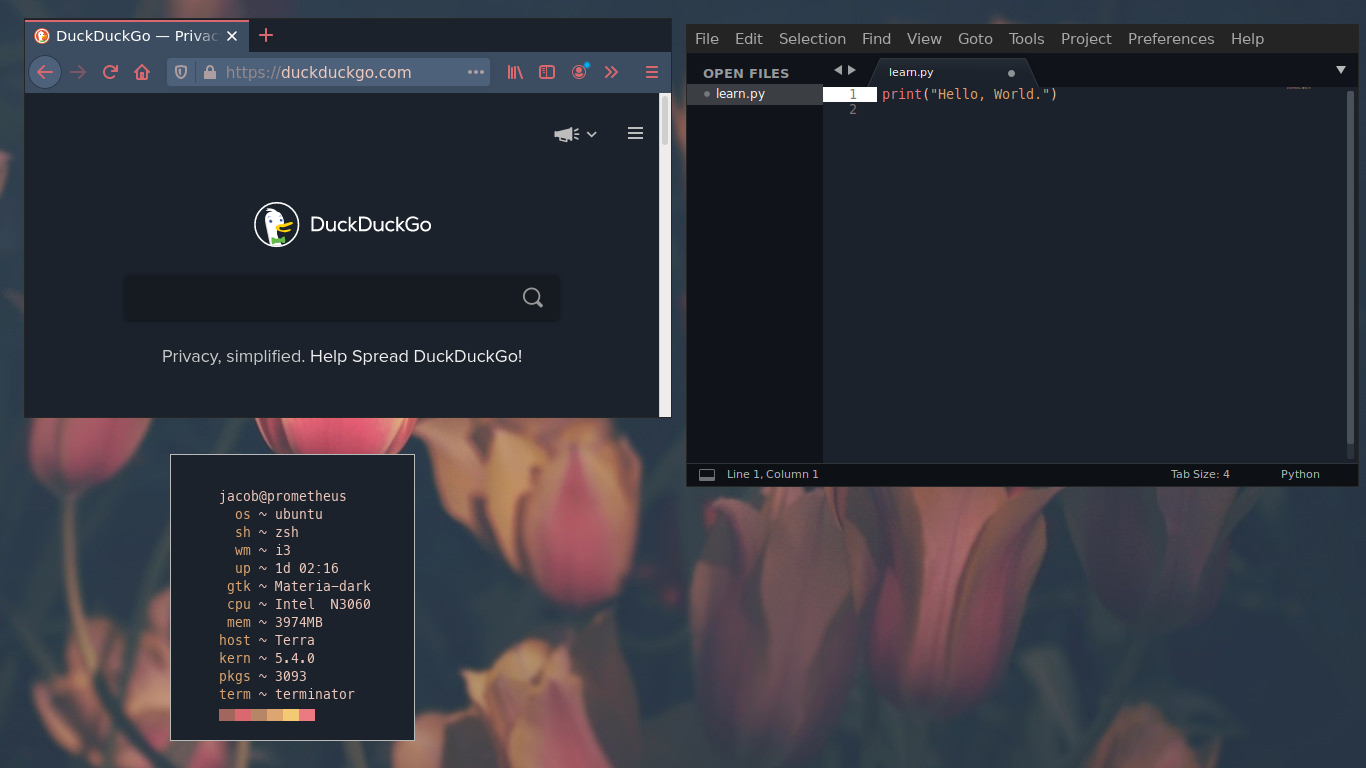 DuckDuckGo — Privac
https://duckduckgo.com
DuckDuckGo
Privacy, simplified. Help Spread DuckDuckGo!
File Edit Selection Find View Goto Tools Project Preferences Help
OPEN FILES
learn.py
learn.py
1 print("Hello, World.")
2
Line 1, Column 1
Tab Size: 4
Python
jacob@prometheus
os ~ ubuntu
sh ~ zsh
wm ~ i3
up ~ 1d 02:16
gtk ~ Materia-dark
cpu ~ Intel  N3060
mem ~ 3974MB
host ~ Terra
kern ~ 5.4.0
pkgs ~ 3093
term ~ terminator